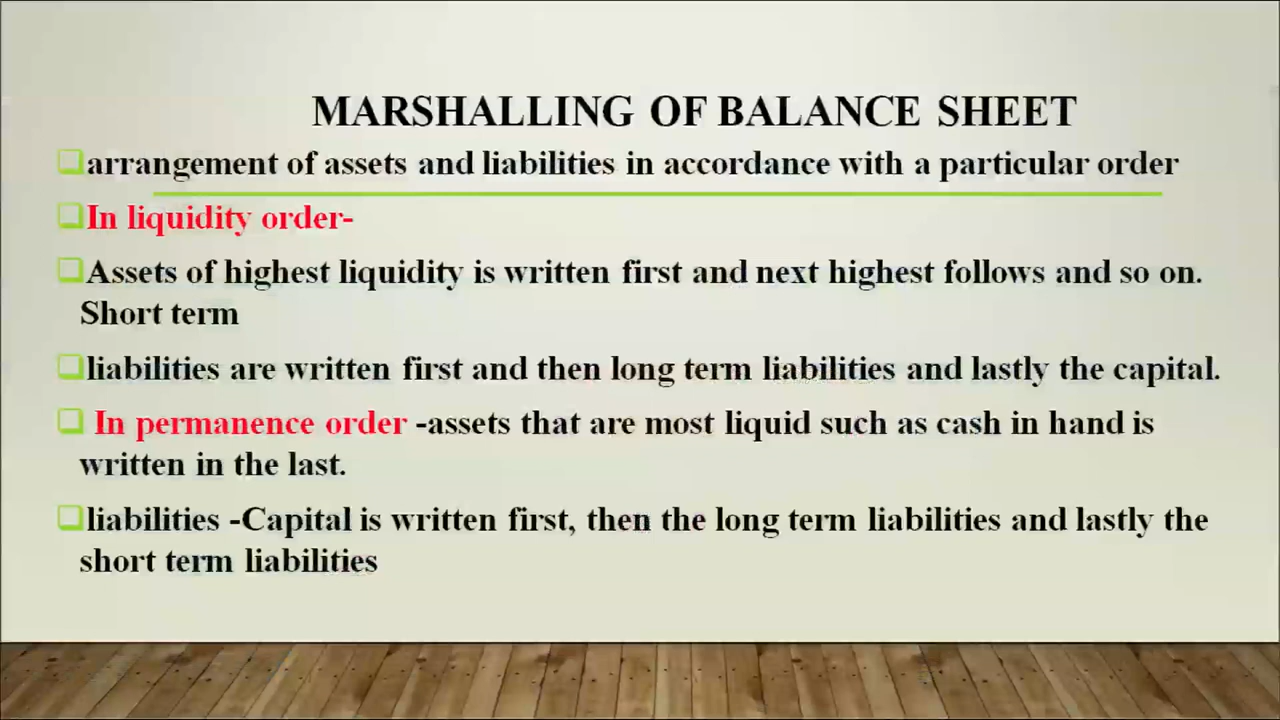 MARSHALLING OF BALANCE SHEET
arrangement of assets and liabilities in accordance with a particular order
In liquidity order-
Assets of highest liquidity is written first and next highest follows and so on.
Short term
liabilities are written first and then long term liabilities and lastly the capital.
In permanence order -assets that are most liquid such as cash in hand is
written in the last.
liabilities -Capital is written first, then the long term liabilities and lastly the
short term liabilities